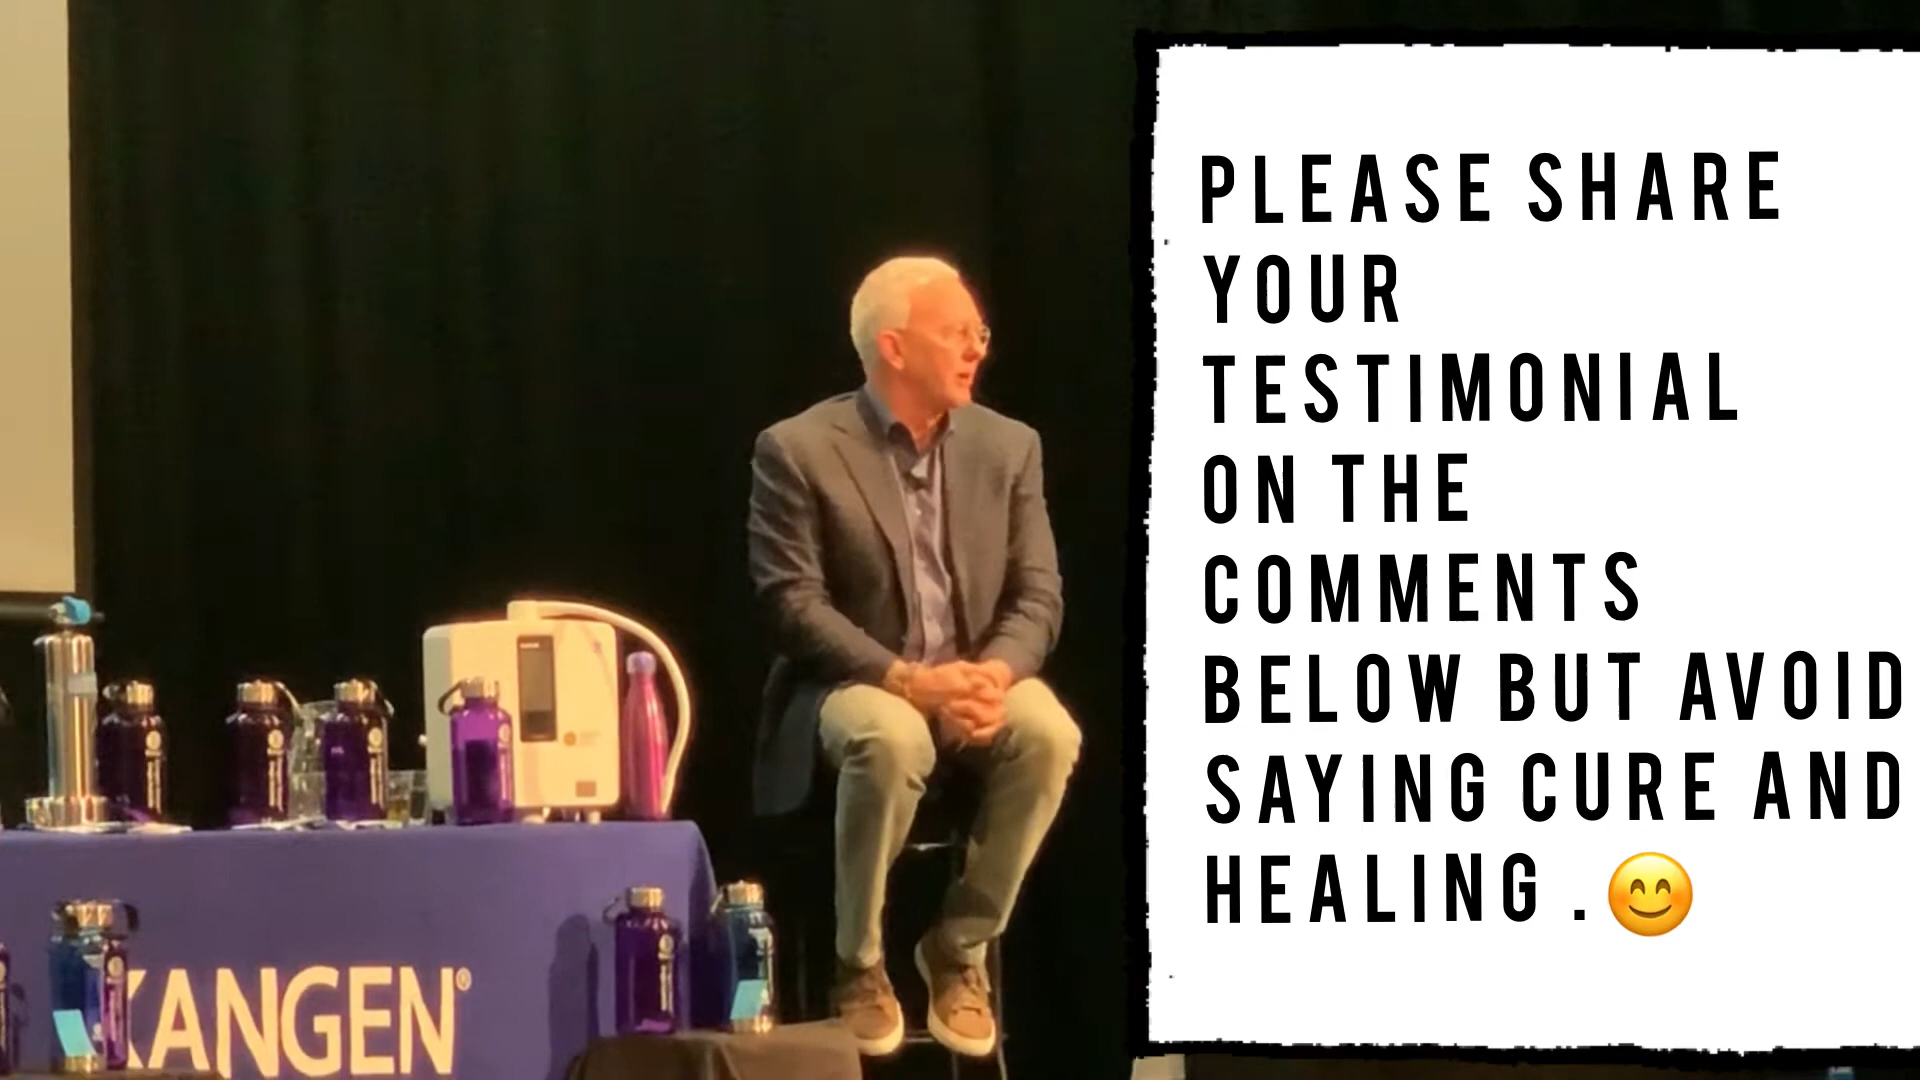 PLEASE SHARE
YOUR
TESTIMONIAL
ON THE
COMMENTS
BELOW BUT AVOID
SAYING CURE AND
HEALING . 😊
KANGEN®